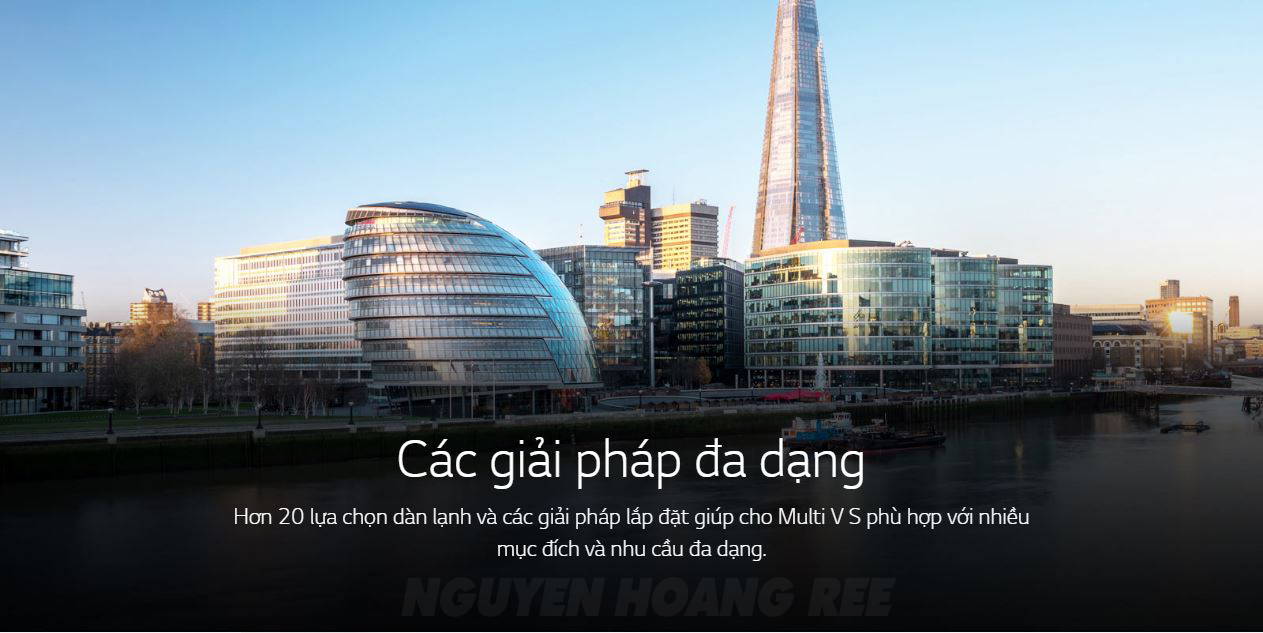 Các giải pháp đa dạng
Hơn 20 lựa chọn dàn lạnh và các giải pháp lắp đặt giúp cho Multi V S phù hợp với nhiều
mục đích và nhu cầu đa dạng.
NGUYEN HOANG REE